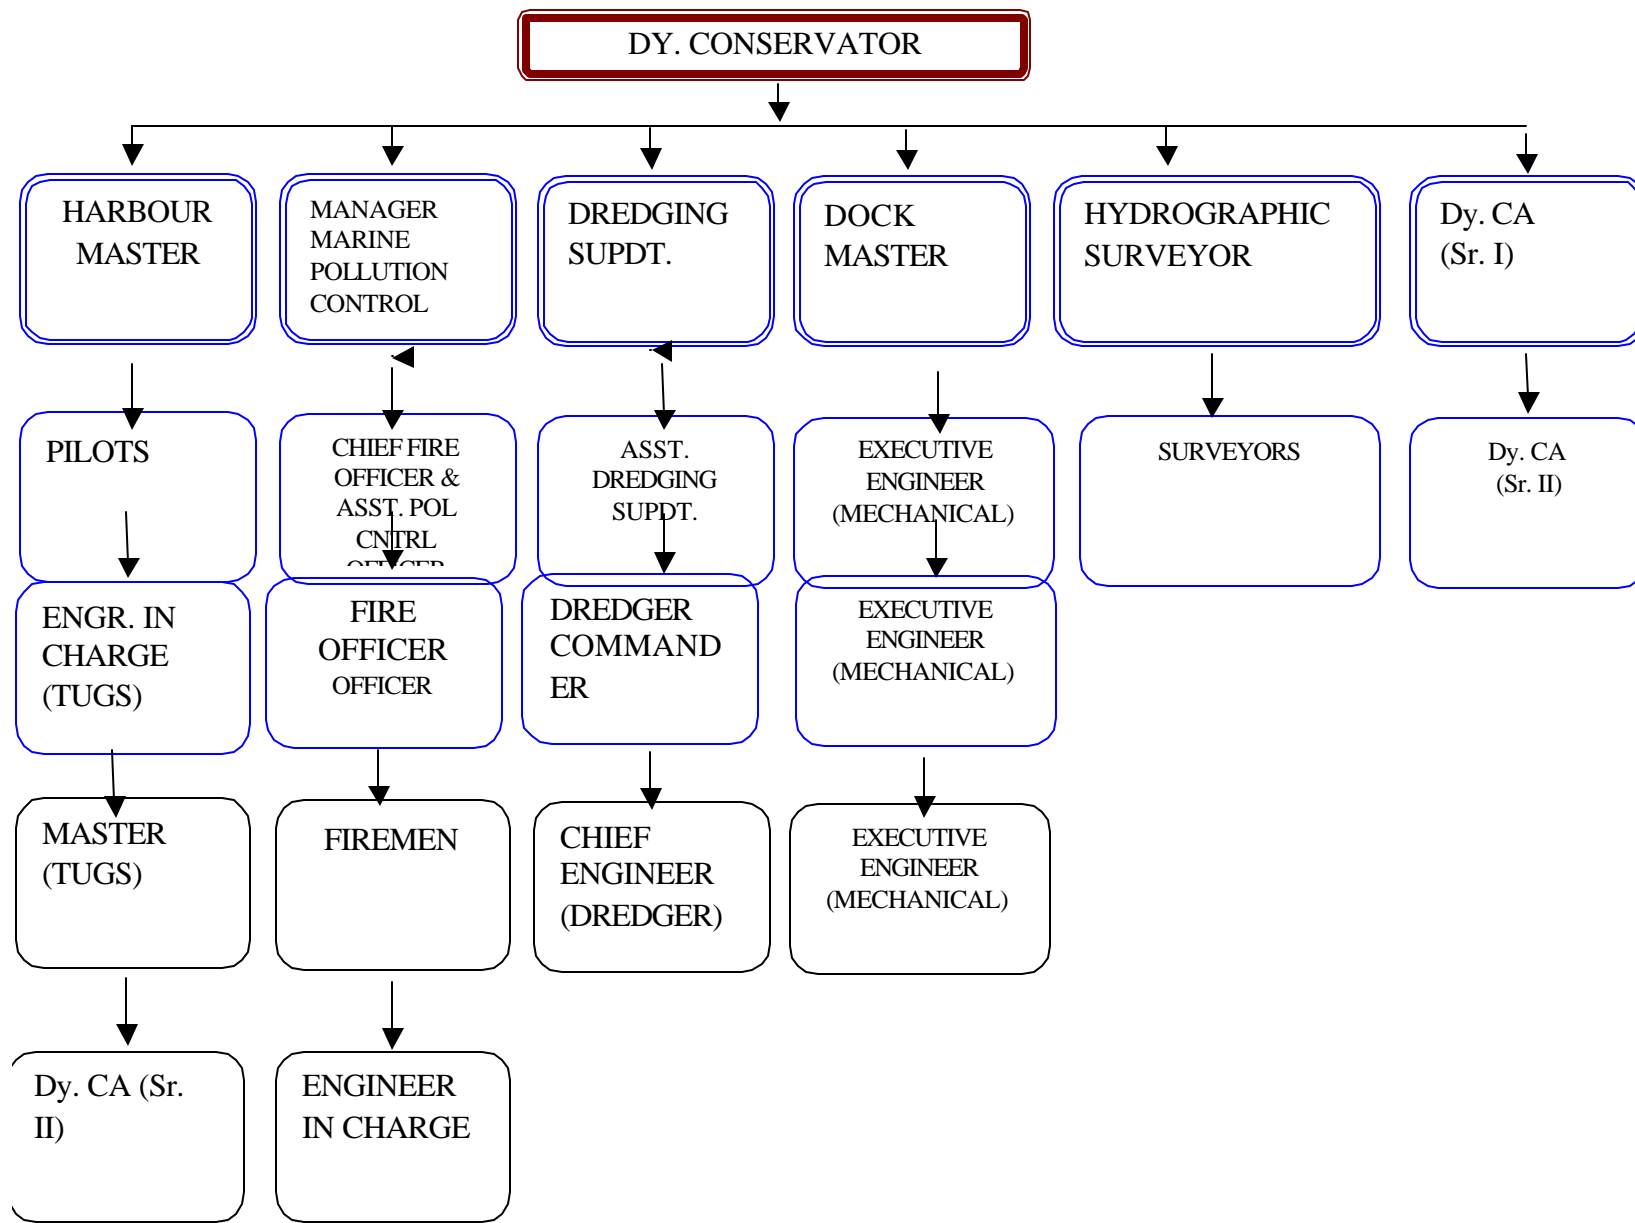 DY. CONSERVATOR
HARBOUR
MASTER
MANAGER
MARINE
POLLUTION
CONTROL
DREDGING
SUPDT.
DOCK
MASTER
HYDROGRAPHIC
SURVEYOR
Dy. CA
(Sr. I)
PILOTS
CHIEF FIRE
OFFICER &
ASST. POL
CNTRL
OFFICER
ASST.
DREDGING
SUPDT.
EXECUTIVE
ENGINEER
(MECHANICAL)
SURVEYORS
Dy. CA
(Sr. II)
ENGR. IN
CHARGE
(TUGS)
FIRE
OFFICER
OFFICER
DREDGER
COMMAND
ER
EXECUTIVE
ENGINEER
(MECHANICAL)
MASTER
(TUGS)
FIREMEN
CHIEF
ENGINEER
(DREDGER)
EXECUTIVE
ENGINEER
(MECHANICAL)
Dy. CA (Sr.
II)
ENGINEER
IN CHARGE